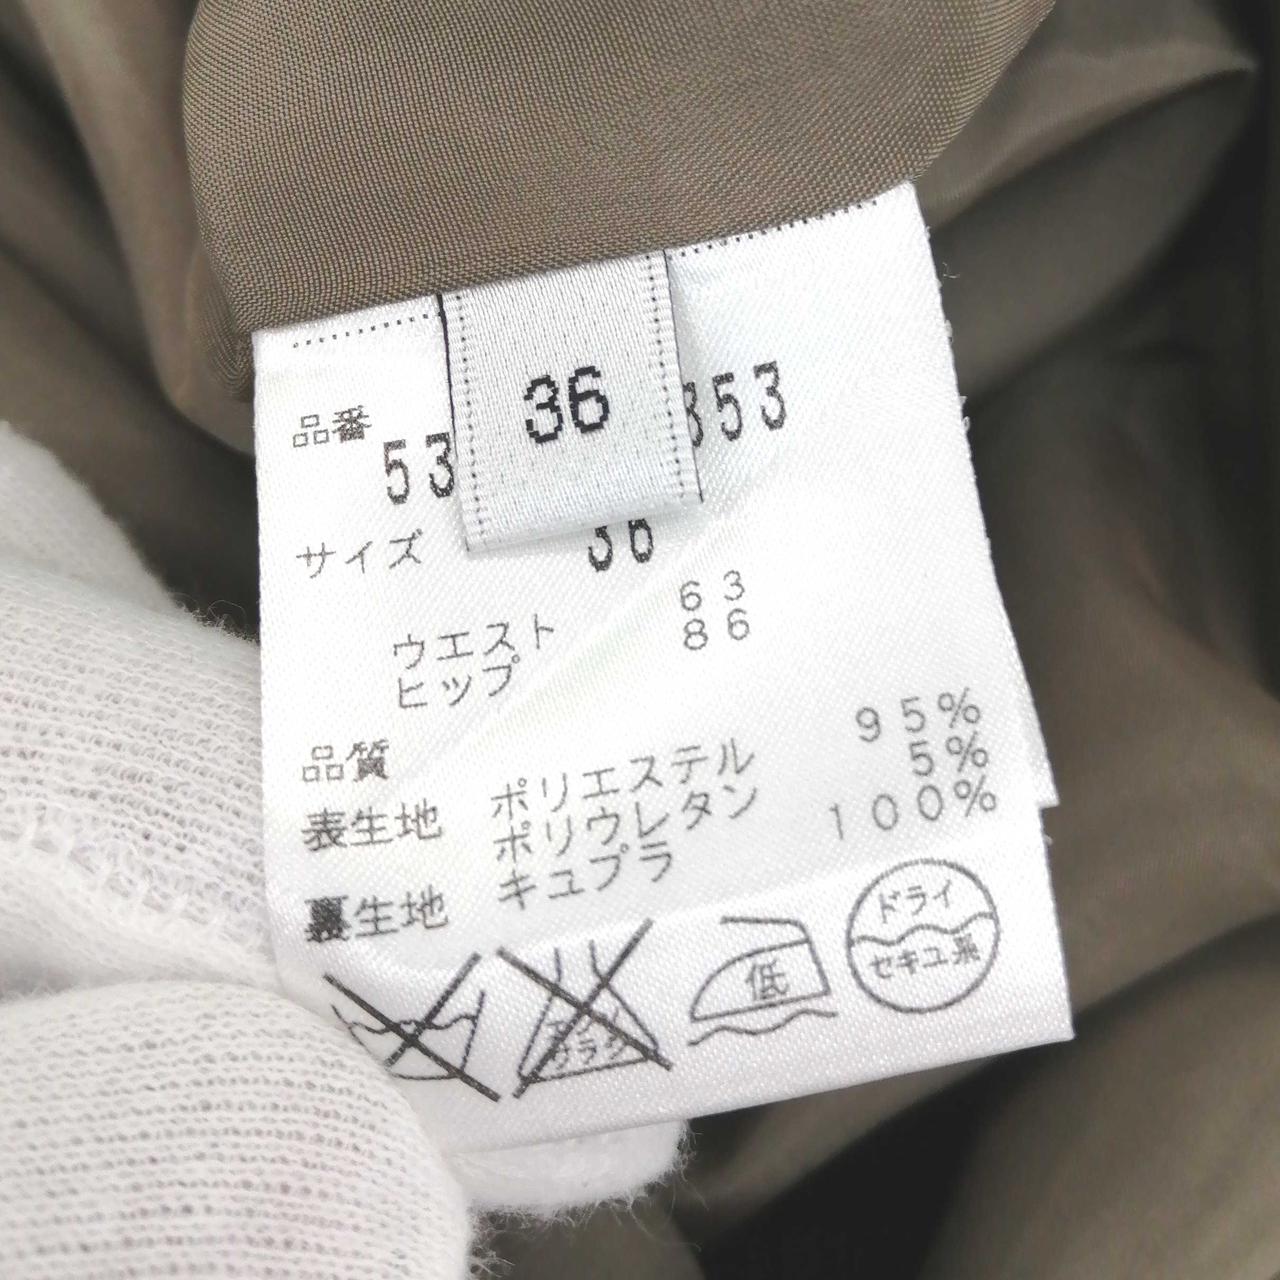 36
品番
53 353
サイズ 36
ウエスト 63
ヒップ 86
品質
表生地 ポリエステル 95%
ポリウレタン 5%
裏生地 キュプラ 100%
低
ドライ
セキユ系